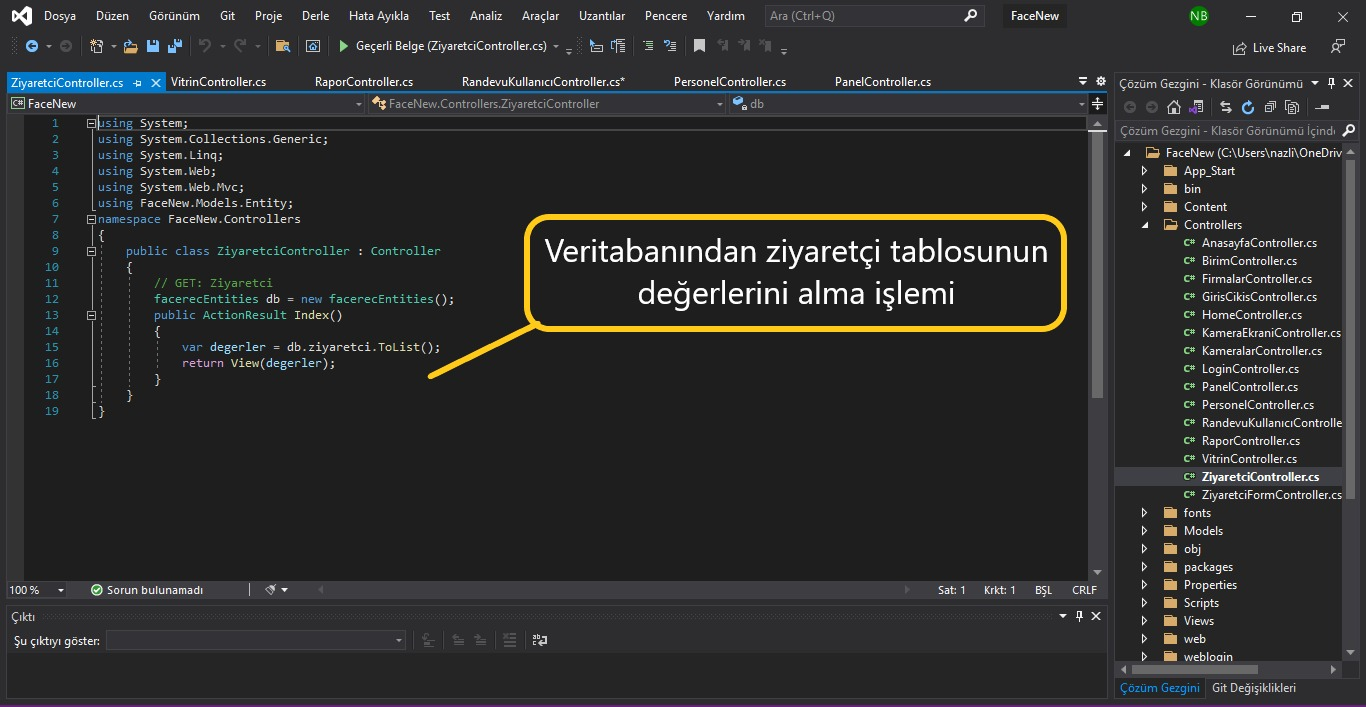 Dosya Düzen Görünüm Git Proje Derle Hata Ayıkla Test Analiz Araçlar Uzantılar Pencere Yardım Ara (Ctrl+Q) FaceNew NB
Geçerli Belge (ZiyaretciController.cs) Live Share
ZiyaretciController.cs VitrinController.cs RaporController.cs RandevuKullanıcıController.cs* PersonelController.cs PanelController.cs
FaceNew FaceNew.Controllers.ZiyaretciController db
1 using System;
2 using System.Collections.Generic;
3 using System.Linq;
4 using System.Web;
5 using System.Web.Mvc;
6 using FaceNew.Models.Entity;
7 namespace FaceNew.Controllers
8 {
9 public class ZiyaretciController : Controller
10 {
11 // GET: Ziyaretci
12 facerecEntities db = new facerecEntities();
13 public ActionResult Index()
14 {
15 var degerler = db.ziyaretci.ToList();
16 return View(degerler);
17 }
18 }
19 }
Veritabanından ziyaretçi tablosunun
değerlerini alma işlemi
100 % Sorun bulunamadı Sat: 1 Krkt: 1 BŞL CRLF
Çıktı
Şu çıktıyı göster:
Çözüm Gezgini - Klasör Görünümü
Çözüm Gezgini - Klasör Görünümü İçind
FaceNew (C:\Users\nazli\OneDriv
App_Start
bin
Content
Controllers
C# AnasayfaController.cs
C# BirimController.cs
C# FirmalarController.cs
C# GirisCikisController.cs
C# HomeController.cs
C# KameraEkraniController.cs
C# KameralarController.cs
C# LoginController.cs
C# PanelController.cs
C# PersonelController.cs
C# RandevuKullanıcıControlle
C# RaporController.cs
C# VitrinController.cs
C# ZiyaretciController.cs
C# ZiyaretciFormController.cs
fonts
Models
obj
packages
Properties
Scripts
Views
web
weblogin
Çözüm Gezgini Git Değişiklikleri